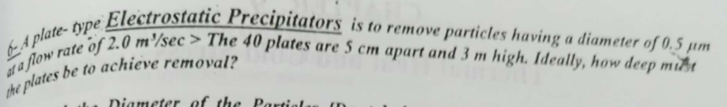 6- A plate- type Electrostatic Precipitators is to remove particles having a diameter of 0.5 µm
at a flow rate of 2.0 m³/sec > The 40 plates are 5 cm apart and 3 m high. Ideally, how deep must
the plates be to achieve removal?
Diameter of the